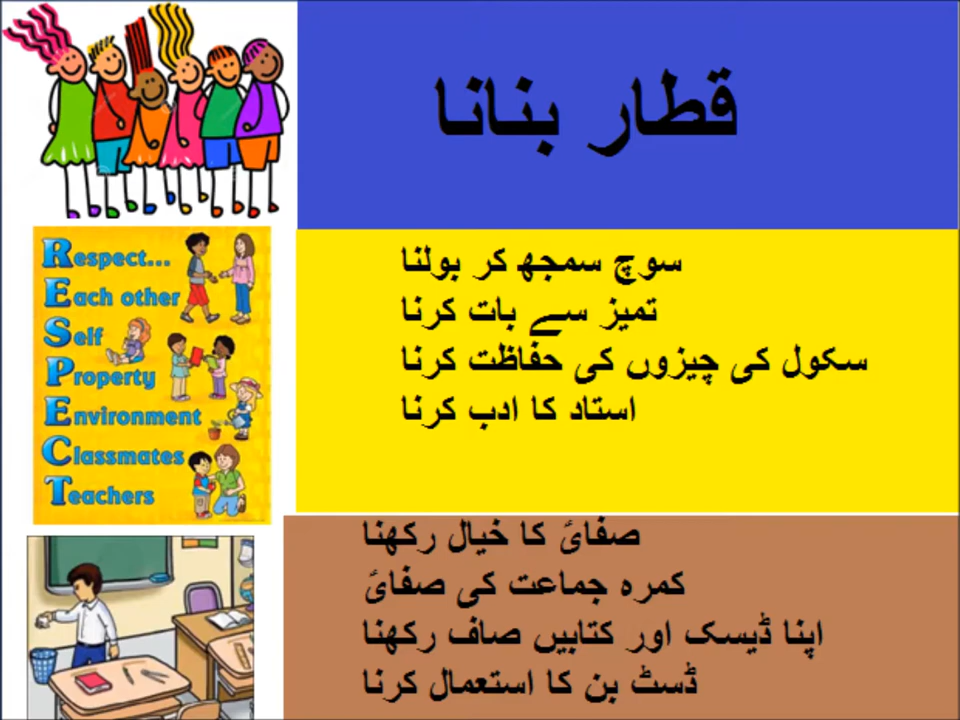 قطار بنانا
Respect...
Each other
Self
Property
Environment
Classmates
Teachers
سوچ سمجھ کر بولنا
تمیز سے بات کرنا
سکول کی چیزوں کی حفاظت کرنا
استاد کا ادب کرنا
صفائ کا خیال رکھنا
کمرہ جماعت کی صفائ
اپنا ڈیسک اور کتابیں صاف رکھنا
ڈسٹ بن کا استعمال کرنا